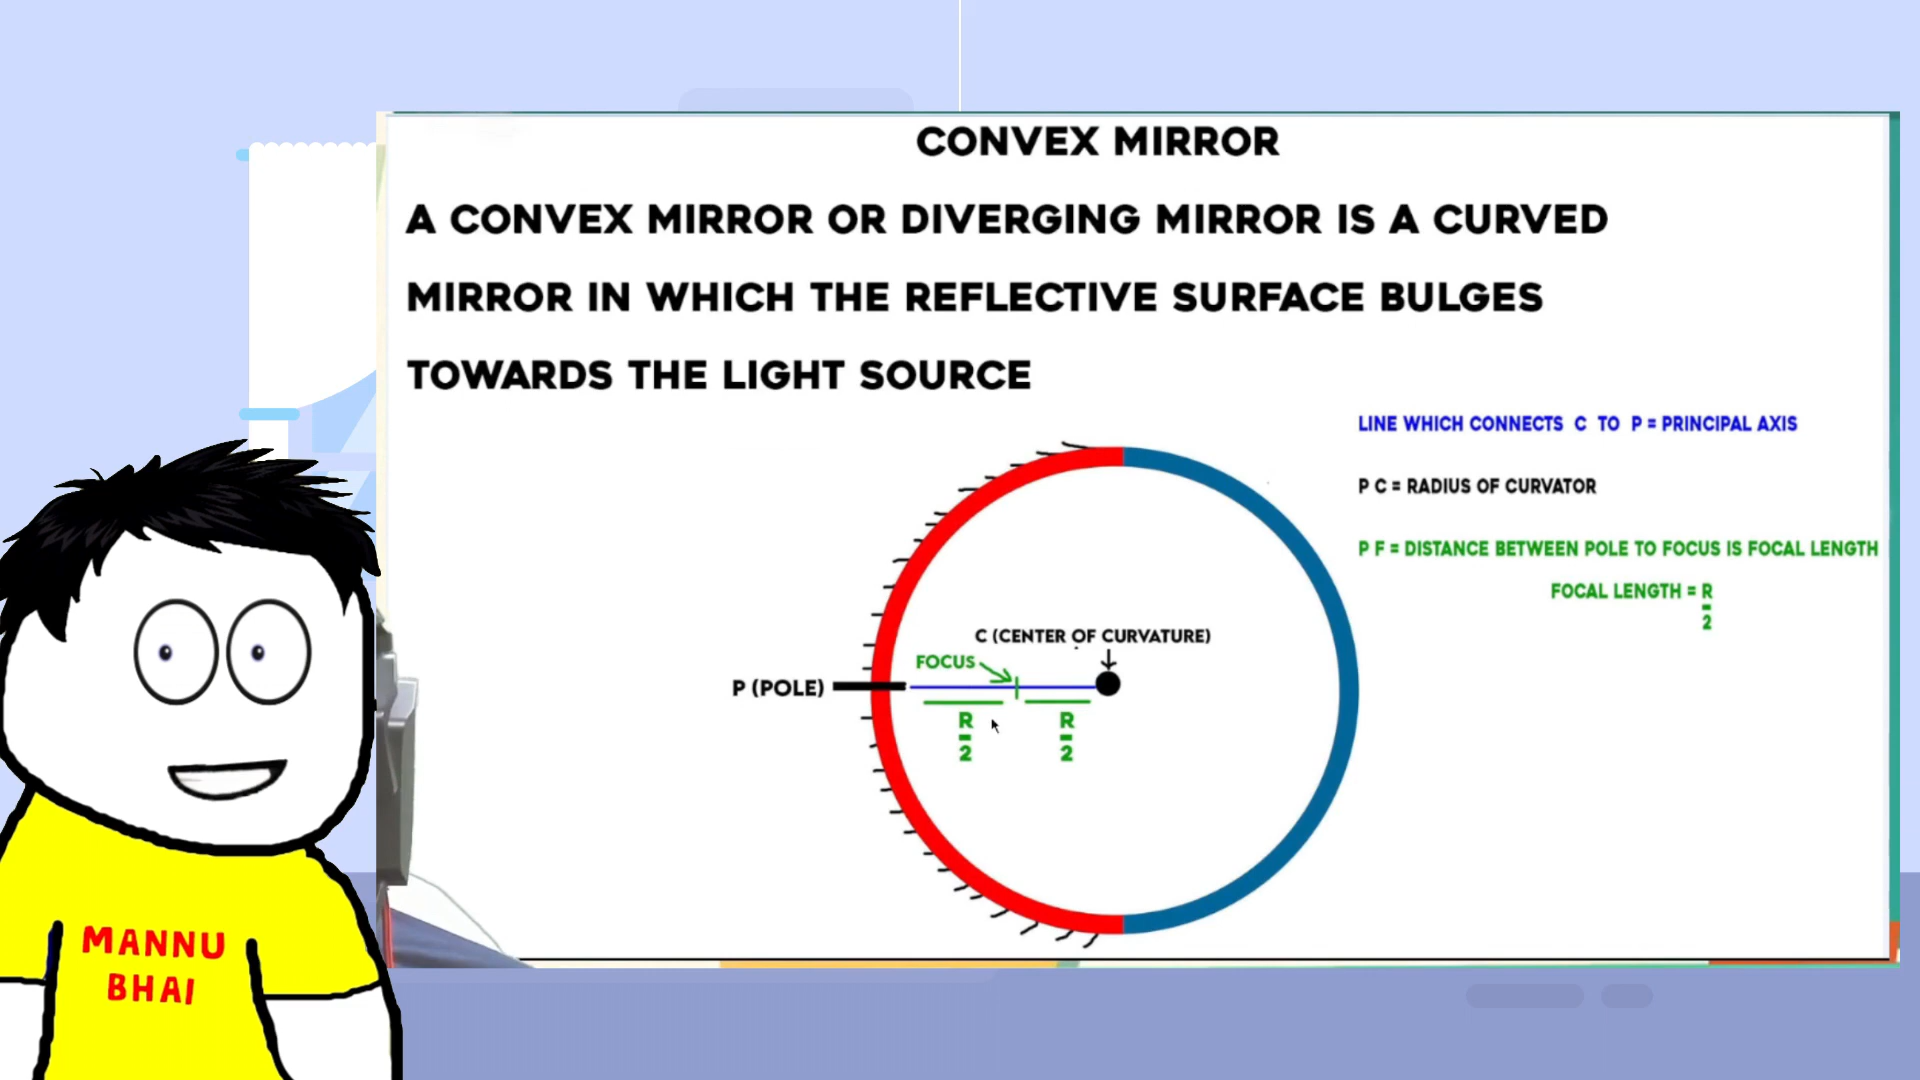 CONVEX MIRROR
A CONVEX MIRROR OR DIVERGING MIRROR IS A CURVED
MIRROR IN WHICH THE REFLECTIVE SURFACE BULGES
TOWARDS THE LIGHT SOURCE
LINE WHICH CONNECTS C TO P = PRINCIPAL AXIS
P C = RADIUS OF CURVATOR
P F = DISTANCE BETWEEN POLE TO FOCUS IS FOCAL LENGTH
FOCAL LENGTH = R
-
2
C (CENTER OF CURVATURE)
FOCUS
P (POLE)
R
-
2
R
-
2
MANNU
BHAI